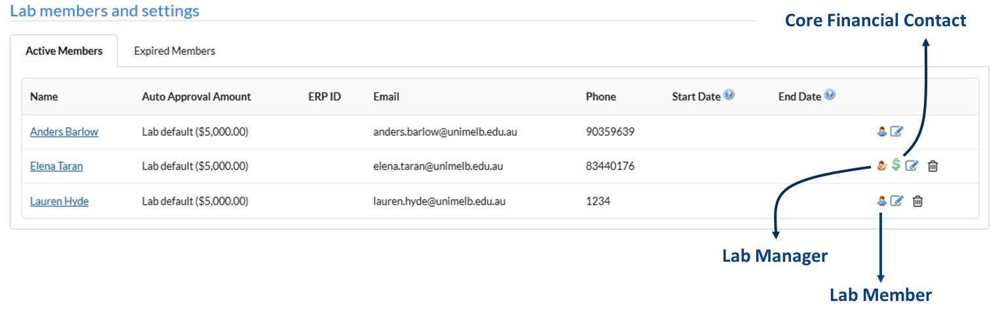 Lab members and settings
Core Financial Contact
Active Members Expired Members
Name Auto Approval Amount ERP ID Email Phone Start Date End Date
Anders Barlow Lab default ($5,000.00) anders.barlow@unimelb.edu.au 90359639
Elena Taran Lab default ($5,000.00) elena.taran@unimelb.edu.au 83440176
Lauren Hyde Lab default ($5,000.00) lauren.hyde@unimelb.edu.au 1234
Lab Manager
Lab Member